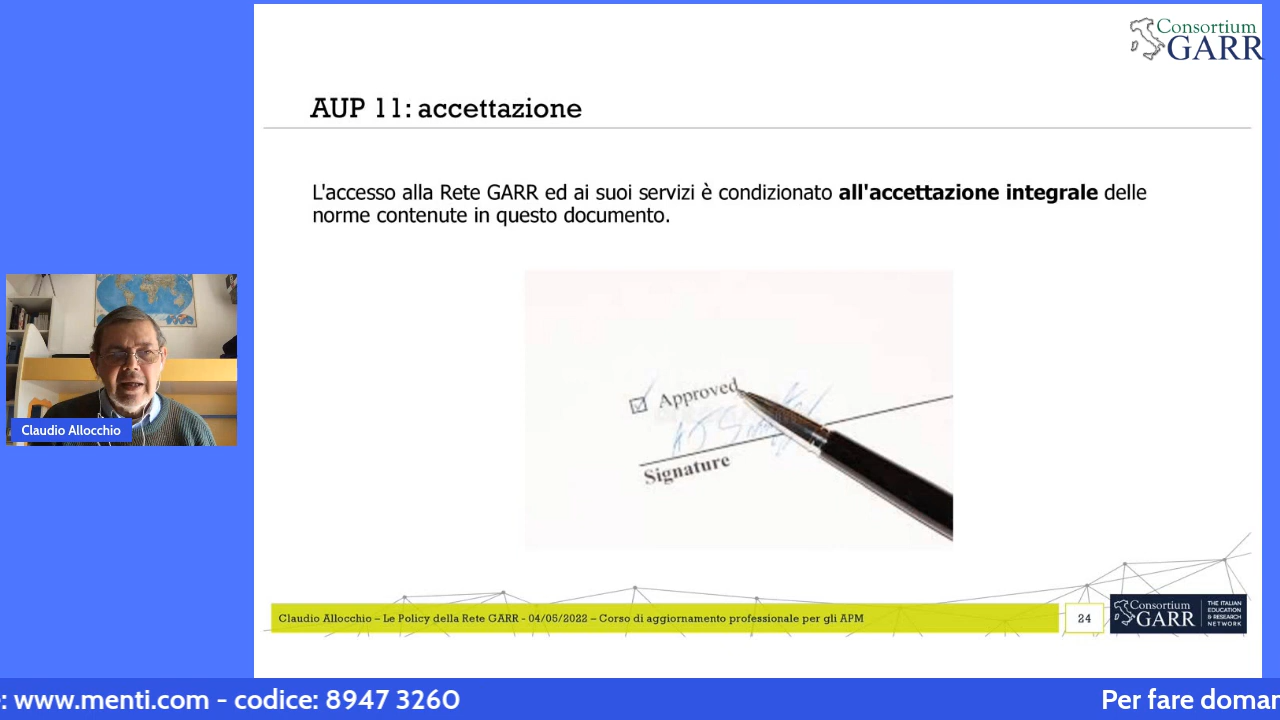 Consortium
GARR
AUP 11: accettazione
L'accesso alla Rete GARR ed ai suoi servizi è condizionato all'accettazione integrale delle
norme contenute in questo documento.
Approved
Signature
Claudio Allocchio
Claudio Allocchio – Le Policy della Rete GARR - 04/05/2022 – Corso di aggiornamento professionale per gli APM
24
Consortium
GARR
THE ITALIAN
EDUCATION
& RESEARCH
NETWORK
: www.menti.com - codice: 8947 3260
Per fare domar